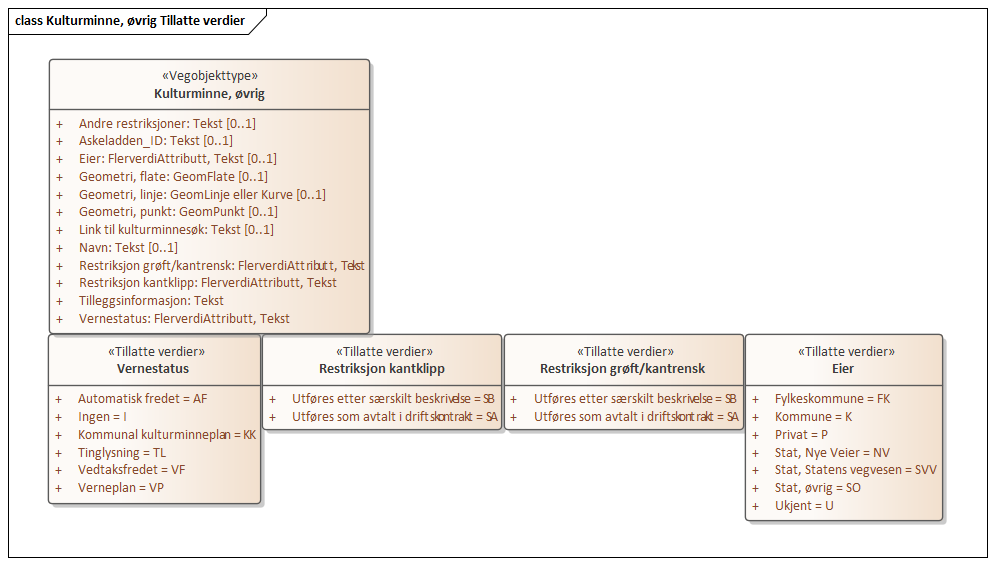 class Kulturminne, øvrig Tillatte verdier
«Vegobjekttype»
Kulturminne, øvrig
+ Andre restriksjoner: Tekst [0..1]
+ Askeladden_ID: Tekst [0..1]
+ Eier: FlerverdiAttributt, Tekst [0..1]
+ Geometri, flate: GeomFlate [0..1]
+ Geometri, linje: GeomLinje eller Kurve [0..1]
+ Geometri, punkt: GeomPunkt [0..1]
+ Link til kulturminnesøk: Tekst [0..1]
+ Navn: Tekst [0..1]
+ Restriksjon grøft/kantrensk: FlerverdiAttributt, Tekst
+ Restriksjon kantklipp: FlerverdiAttributt, Tekst
+ Tilleggsinformasjon: Tekst
+ Vernestatus: FlerverdiAttributt, Tekst
«Tillatte verdier»
Vernestatus
+ Automatisk fredet = AF
+ Ingen = I
+ Kommunal kulturminneplan = KK
+ Tinglysning = TL
+ Vedtaksfredet = VF
+ Verneplan = VP
«Tillatte verdier»
Restriksjon kantklipp
+ Utføres etter særskilt beskrivelse = SB
+ Utføres som avtalt i driftskontrakt = SA
«Tillatte verdier»
Restriksjon grøft/kantrensk
+ Utføres etter særskilt beskrivelse = SB
+ Utføres som avtalt i driftskontrakt = SA
«Tillatte verdier»
Eier
+ Fylkeskommune = FK
+ Kommune = K
+ Privat = P
+ Stat, Nye Veier = NV
+ Stat, Statens vegvesen = SVV
+ Stat, øvrig = SO
+ Ukjent = U